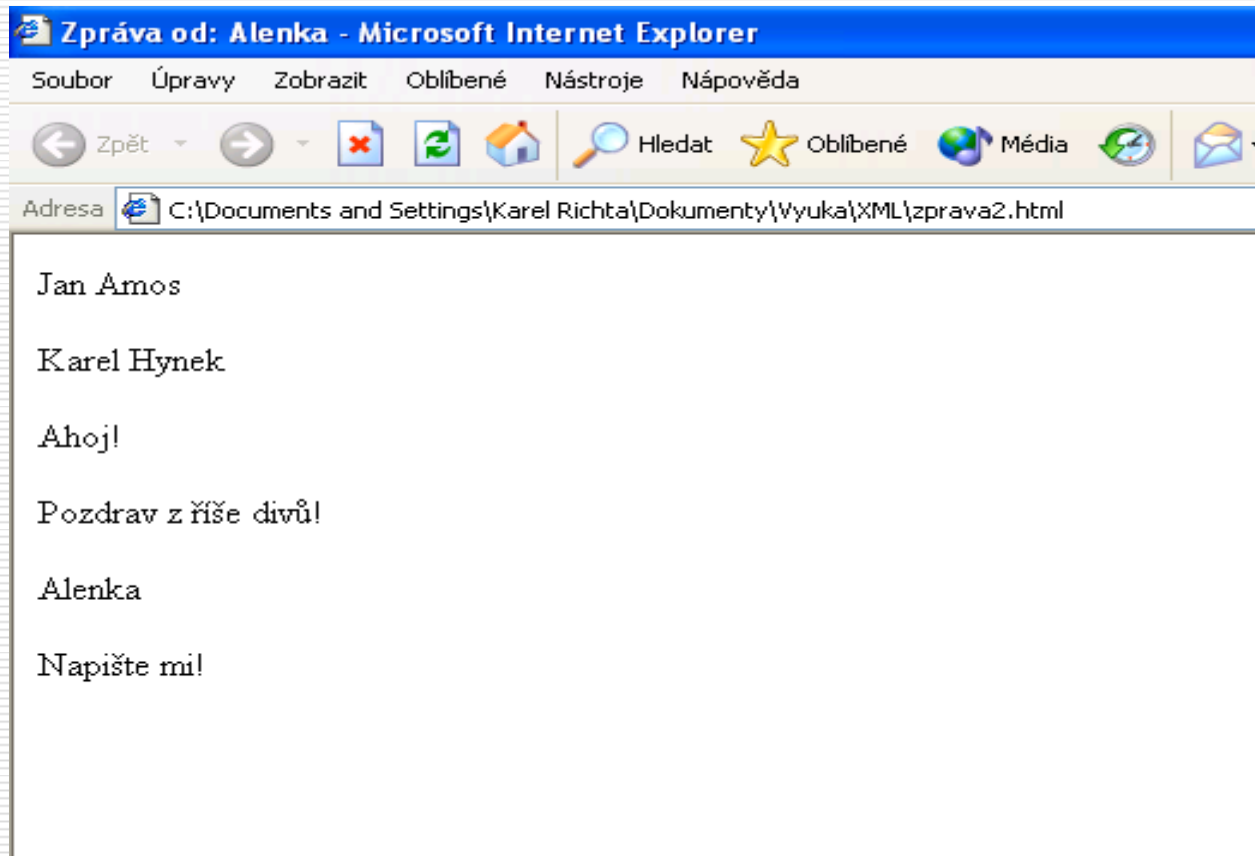 Zpráva od: Alenka - Microsoft Internet Explorer
Soubor Úpravy Zobrazit Oblíbené Nástroje Nápověda
Zpět Hledat Oblíbené Média
Adresa C:\Documents and Settings\Karel Richta\Dokumenty\Vyuka\XML\zprava2.html
Jan Amos
Karel Hynek
Ahoj!
Pozdrav z říše divů!
Alenka
Napište mi!